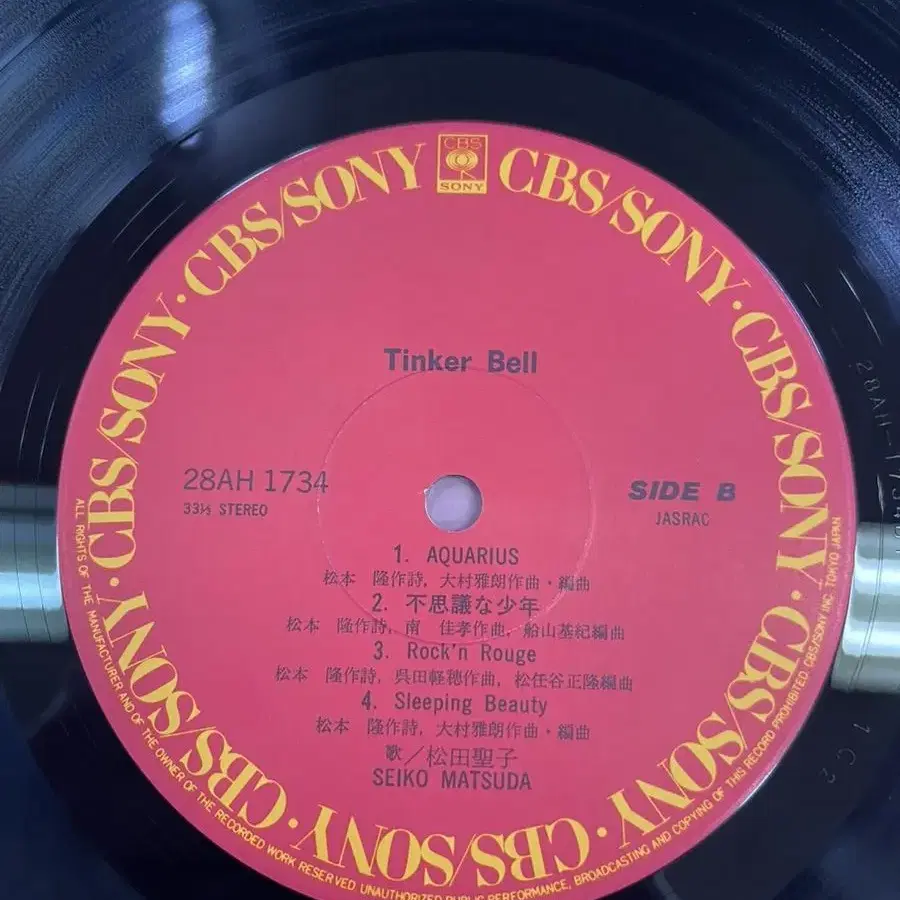 CBS
SONY
CBS/SONY · CBS/SONY · CBS/SONY · CBS/SONY · CBS/SONY · CBS/SONY · CBS/SONY · CBS/SONY · CBS/SONY
Tinker Bell
28AH 1734
33⅓ STEREO
SIDE B
JASRAC
1. AQUARIUS
松本 隆作詩, 大村雅朗作曲・編曲
2. 不思議な少年
松本 隆作詩, 南 佳孝作曲, 船山基紀編曲
3. Rock'n Rouge
松本 隆作詩, 呉田軽穂作曲, 松任谷正隆編曲
4. Sleeping Beauty
松本 隆作詩, 大村雅朗作曲・編曲
歌／松田聖子
SEIKO MATSUDA
ALL RIGHTS OF THE MANUFACTURER AND OF THE OWNER OF THE RECORDED WORK RESERVED UNAUTHORIZED PUBLIC PERFORMANCE, BROADCASTING AND COPYING OF THIS RECORD PROHIBITED. CBS/SONY INC. TOKYO JAPAN
1C2